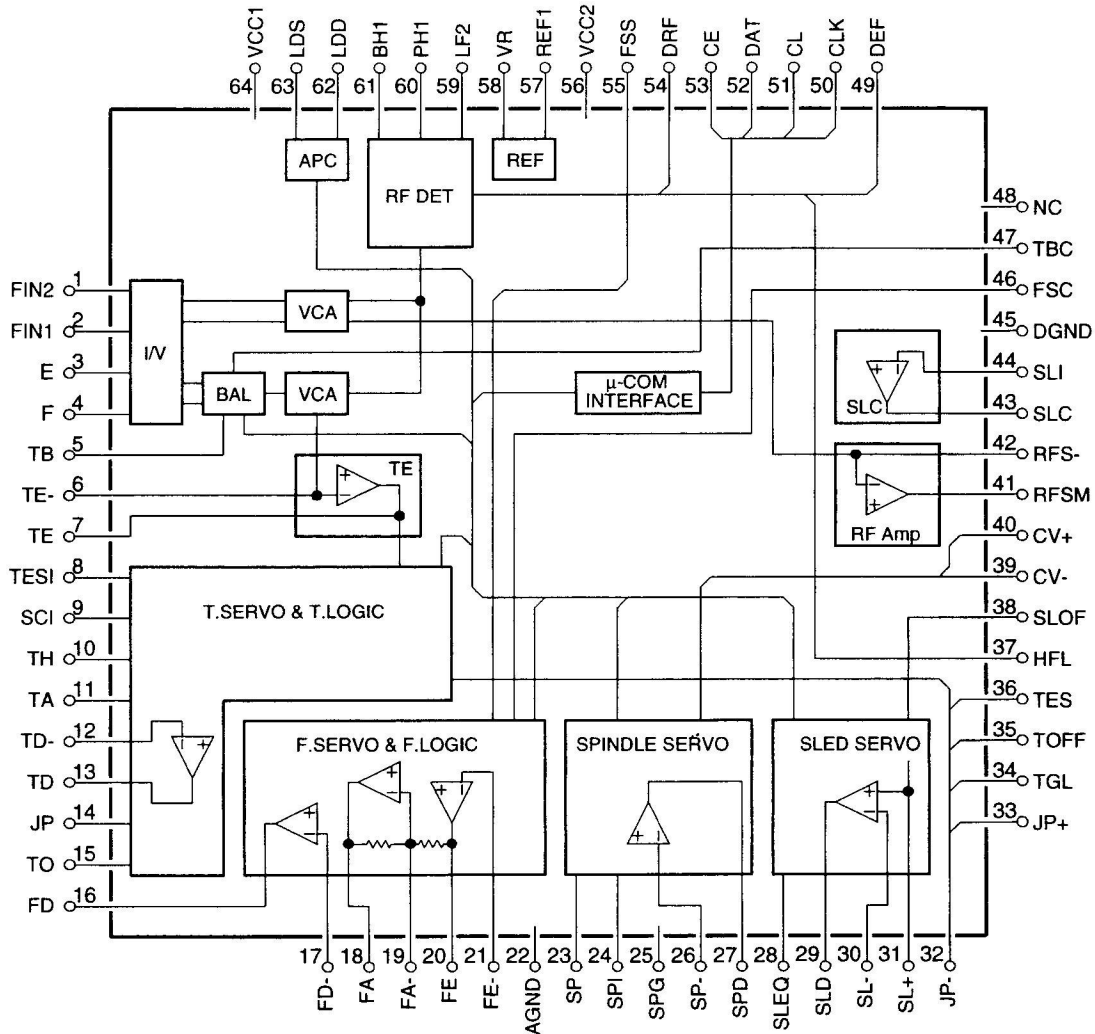 VCC1
LDS
LDD
BH1
PH1
LF2
VR
REF1
VCC2
FSS
DRF
CE
DAT
CL
CLK
DEF
64
63
62
61
60
59
58
57
56
55
54
53
52
51
50
49
APC
RF DET
REF
48 NC
47 TBC
46 FSC
45 DGND
44 SLI
43 SLC
42 RFS-
41 RFSM
40 CV+
39 CV-
38 SLOF
37 HFL
36 TES
35 TOFF
34 TGL
33 JP+
FIN2 1
FIN1 2
E 3
F 4
TB 5
TE- 6
TE 7
TESI 8
SCI 9
TH 10
TA 11
TD- 12
TD 13
JP 14
TO 15
FD 16
I/V
VCA
BAL
VCA
µ-COM
INTERFACE
+ -
SLC
TE
+
-
-
+
RF Amp
T.SERVO & T.LOGIC
- +
F.SERVO & F.LOGIC
+
-
+
-
+ -
SPINDLE SERVO
+ -
SLED SERVO
+
-
17
18
19
20
21
22
23
24
25
26
27
28
29
30
31
32
FD-
FA
FA-
FE
FE-
AGND
SP
SPI
SPG
SP-
SPD
SLEQ
SLD
SL-
SL+
JP-